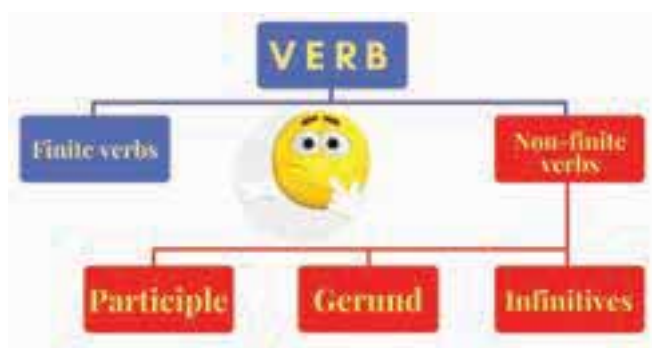 VERB
Finite verbs
Non-finite
verbs
Participle
Gerund
Infinitives